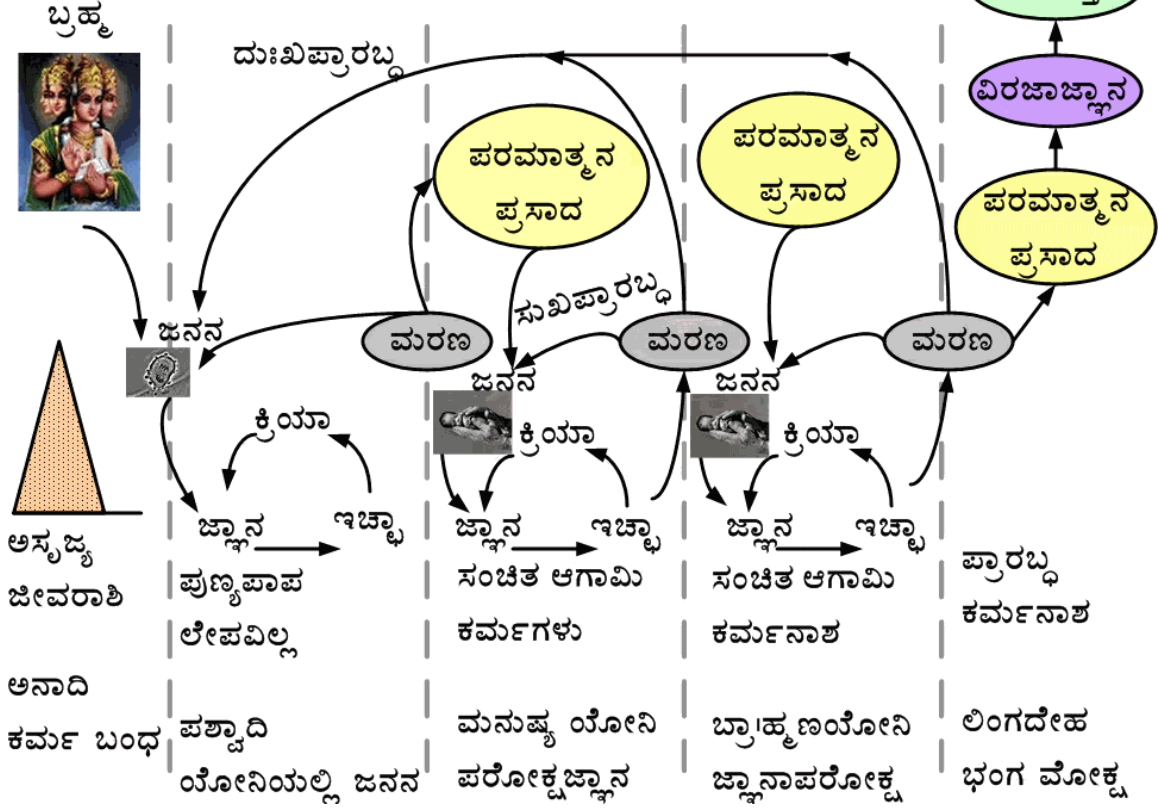 ಬ್ರಹ್ಮ
ದುಃಖಪ್ರಾರಬ್ಧ
ವಿರಜಾಜ್ಞಾನ
ಪರಮಾತ್ಮನ
ಪ್ರಸಾದ
ಪರಮಾತ್ಮನ
ಪ್ರಸಾದ
ಪರಮಾತ್ಮನ
ಪ್ರಸಾದ
ಸುಖಪ್ರಾರಬ್ಧ
ಜನನ
ಮರಣ
ಮರಣ
ಮರಣ
ಜನನ
ಜನನ
ಕ್ರಿಯಾ
ಕ್ರಿಯಾ
ಕ್ರಿಯಾ
ಜ್ಞಾನ
ಇಚ್ಛಾ
ಜ್ಞಾನ
ಇಚ್ಛಾ
ಜ್ಞಾನ
ಇಚ್ಛಾ
ಅಸೃಜ್ಯ
ಜೀವರಾಶಿ
ಅನಾದಿ
ಕರ್ಮ ಬಂಧ
ಪುಣ್ಯಪಾಪ
ಲೇಪವಿಲ್ಲ
ಪಶ್ವಾದಿ
ಯೋನಿಯಲ್ಲಿ ಜನನ
ಸಂಚಿತ ಆಗಾಮಿ
ಕರ್ಮಗಳು
ಮನುಷ್ಯ ಯೋನಿ
ಪರೋಕ್ಷಜ್ಞಾನ
ಸಂಚಿತ ಆಗಾಮಿ
ಕರ್ಮನಾಶ
ಬ್ರಾಹ್ಮಣಯೋನಿ
ಜ್ಞಾನಾಪರೋಕ್ಷ
ಪ್ರಾರಬ್ಧ
ಕರ್ಮನಾಶ
ಲಿಂಗದೇಹ
ಭಂಗ ಮೋಕ್ಷ